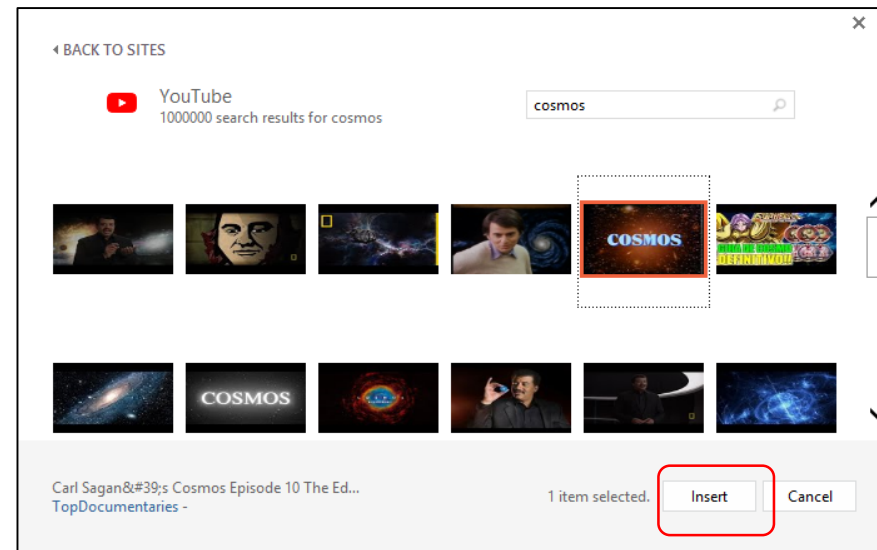 BACK TO SITES
YouTube
1000000 search results for cosmos
cosmos
COSMOS
DEFINITIVO!!
COSMOS
Carl Sagan&#39;s Cosmos Episode 10 The Ed...
TopDocumentaries -
1 item selected.
Insert
Cancel